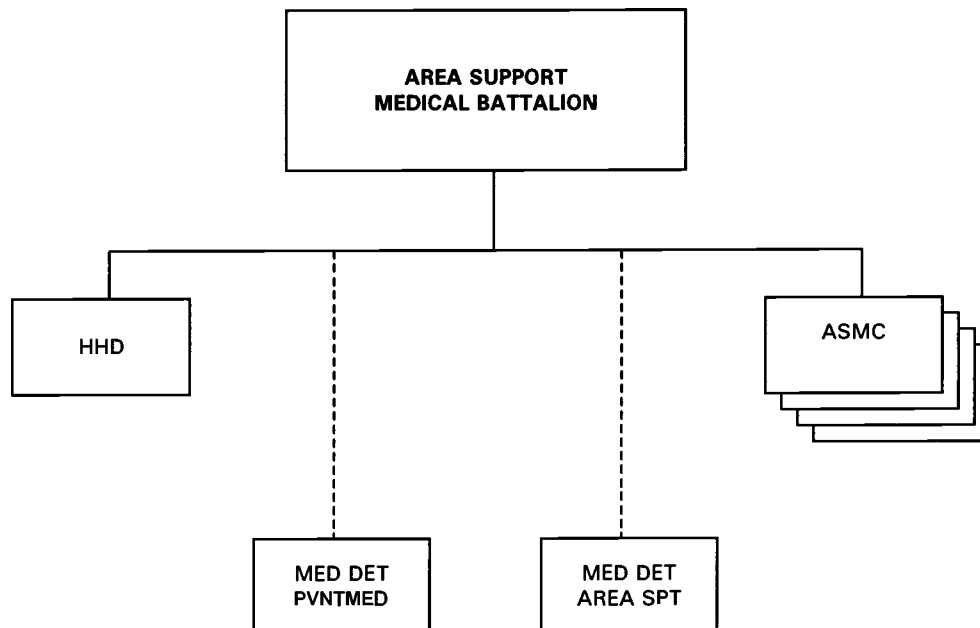 AREA SUPPORT
MEDICAL BATTALION
HHD
ASMC
MED DET
PVNTMED
MED DET
AREA SPT